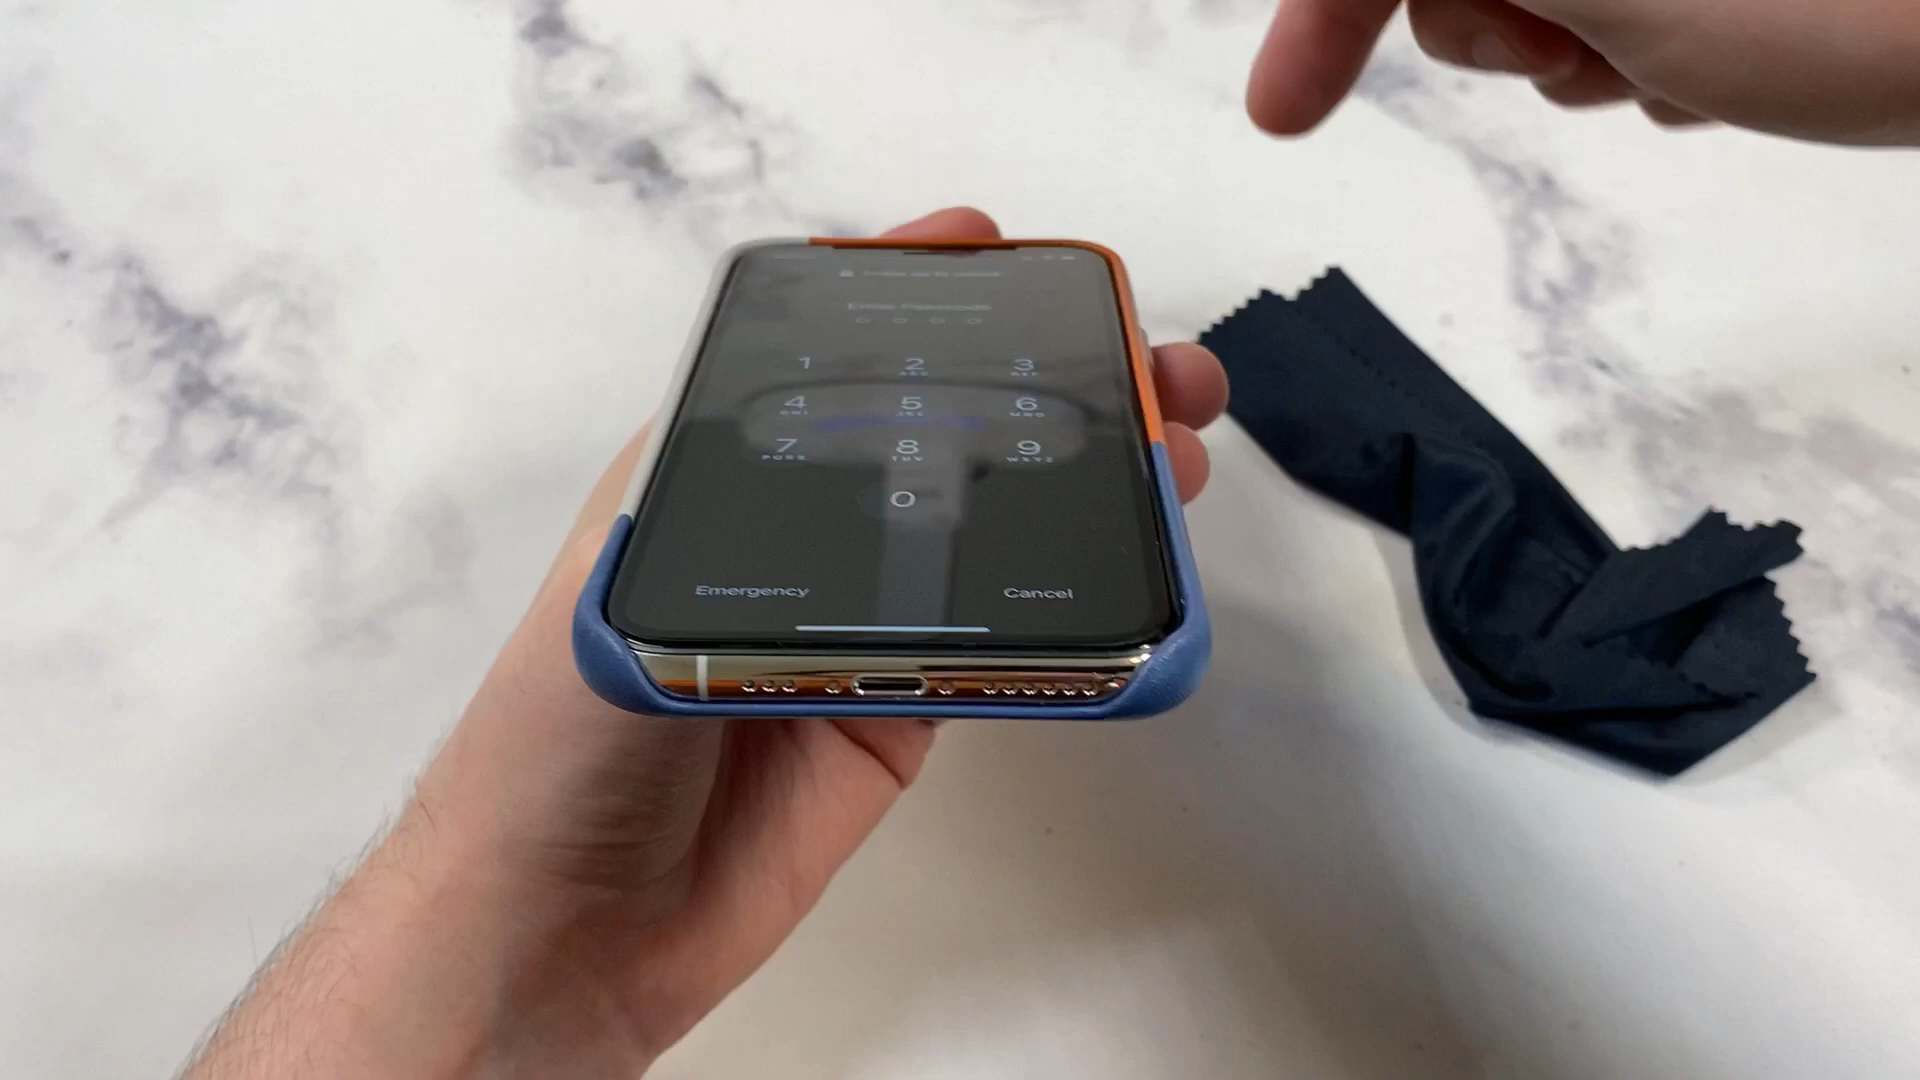 Enter Passcode
1 2 3
ABC DEF
4 5 6
GHI JKL MNO
7 8 9
PQRS TUV WXYZ
0
Emergency Cancel